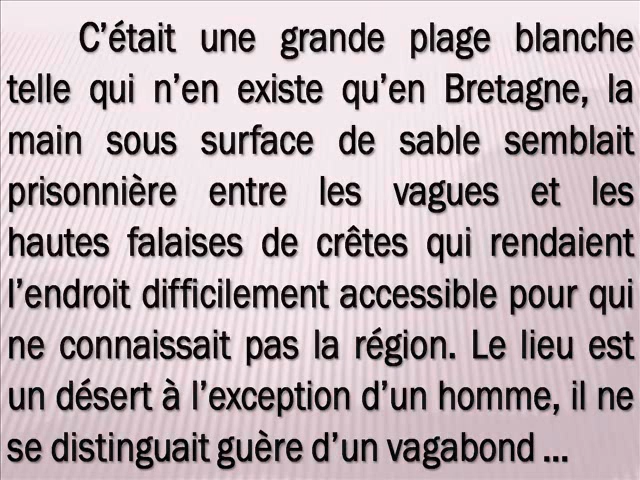 C’était une grande plage blanche
telle qui n’en existe qu’en Bretagne, la
main sous surface de sable semblait
prisonnière entre les vagues et les
hautes falaises de crêtes qui rendaient
l’endroit difficilement accessible pour qui
ne connaissait pas la région. Le lieu est
un désert à l’exception d’un homme, il ne
se distinguait guère d’un vagabond ...